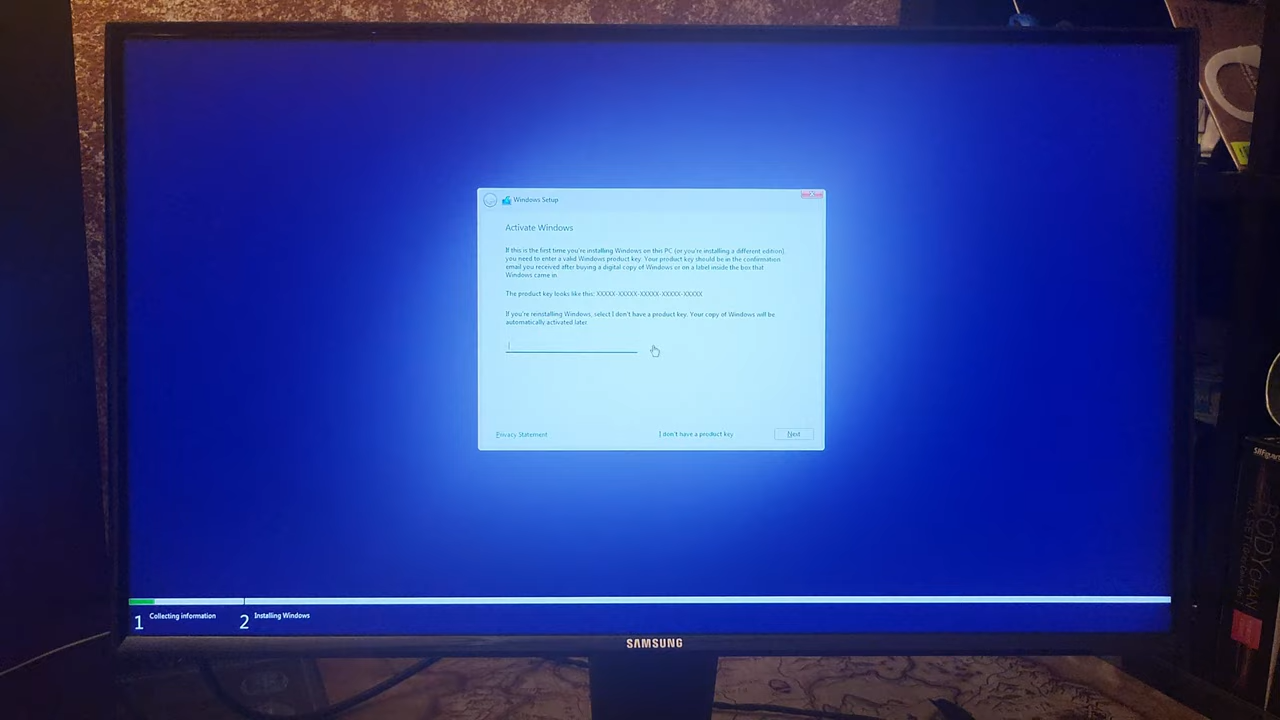 Windows Setup
Activate Windows
If this is the first time you're installing Windows on this PC (or you're installing a different edition),
you need to enter a valid Windows product key. Your product key should be in the confirmation
email you received after buying a digital copy of Windows or on a label inside the box that
Windows came in.
The product key looks like this: XXXXX-XXXXX-XXXXX-XXXXX-XXXXX
If you're reinstalling Windows, select I don't have a product key. Your copy of Windows will be
automatically activated later.
Privacy Statement
I don't have a product key
Next
1 Collecting information
2 Installing Windows
SAMSUNG
BODY
CHAN